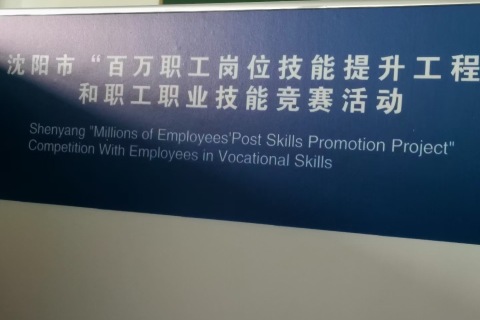 沈阳市“百万职工岗位技能提升工程
和职工职业技能竞赛活动
Shenyang "Millions of Employees'Post Skills Promotion Project"
Competition With Employees in Vocational Skills